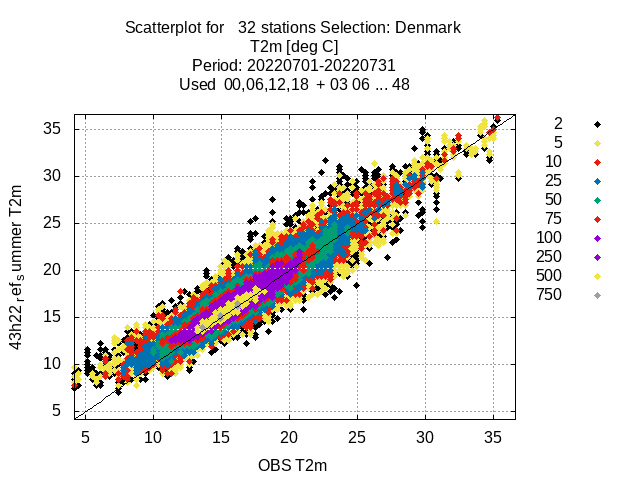 Scatterplot for 32 stations Selection: Denmark
T2m [deg C]
Period: 20220701-20220731
Used 00,06,12,18 + 03 06 ... 48
43h22_ref_summer T2m
35
30
25
20
15
10
5
5 10 15 20 25 30 35
OBS T2m
2
5
10
25
50
75
100
250
500
750